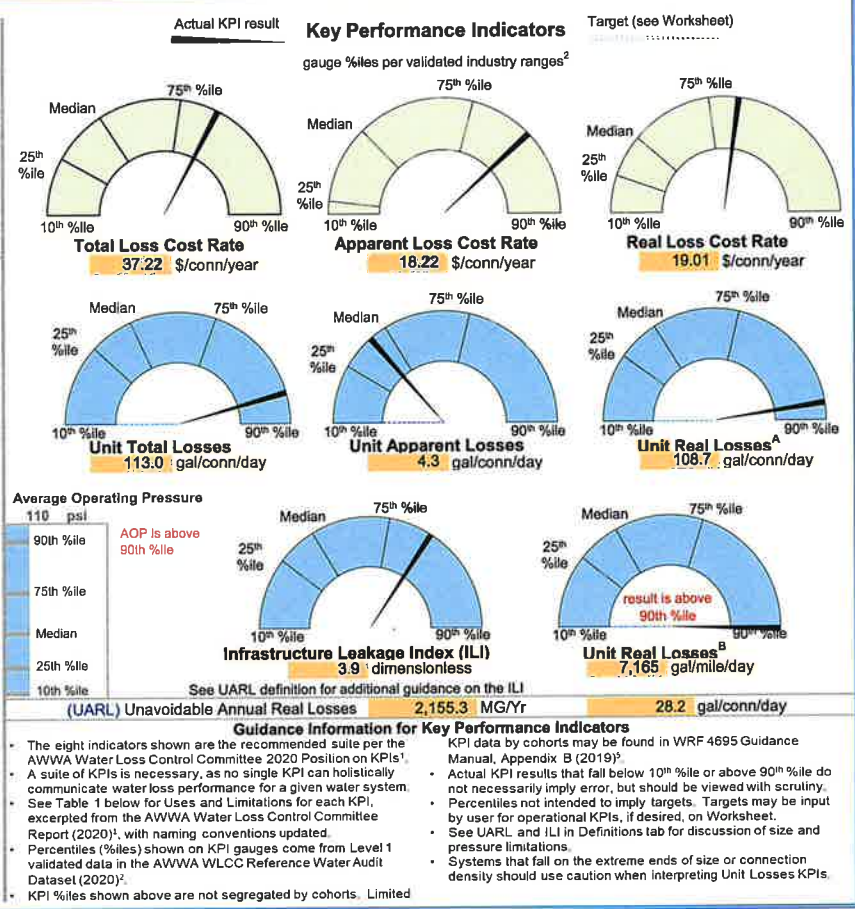 Actual KPI result
Key Performance Indicators
Target (see Worksheet)
gauge %iles per validated industry ranges²
10th %ile
25th %ile
Median
75th %ile
90th %ile
Total Loss Cost Rate
37.22 $/conn/year
10th %ile
25th %ile
Median
75th %ile
90th %ile
Apparent Loss Cost Rate
18.22 $/conn/year
10th %ile
25th %ile
Median
75th %ile
90th %ile
Real Loss Cost Rate
19.01 $/conn/year
10th %ile
25th %ile
Median
75th %ile
90th %ile
Unit Total Losses
113.0 gal/conn/day
10th %ile
25th %ile
Median
75th %ile
90th %ile
Unit Apparent Losses
4.3 gal/conn/day
10th %ile
25th %ile
Median
75th %ile
90th %ile
Unit Real Losses^A
108.7 gal/conn/day
Average Operating Pressure
110 psi
90th %ile
75th %ile
Median
25th %ile
10th %ile
AOP is above
90th %ile
10th %ile
25th %ile
Median
75th %ile
90th %ile
Infrastructure Leakage Index (ILI)
3.9 dimensionless
See UARL definition for additional guidance on the ILI
10th %ile
25th %ile
Median
75th %ile
90th %ile
result is above
90th %ile
Unit Real Losses^B
7,165 gal/mile/day
(UARL) Unavoidable Annual Real Losses 2,155.3 MG/Yr 28.2 gal/conn/day
Guidance Information for Key Performance Indicators
• The eight indicators shown are the recommended suite per the
AWWA Water Loss Control Committee 2020 Position on KPIs¹.
• A suite of KPIs is necessary, as no single KPI can holistically
communicate water loss performance for a given water system.
• See Table 1 below for Uses and Limitations for each KPI,
excerpted from the AWWA Water Loss Control Committee
Report (2020)¹, with naming conventions updated.
• Percentiles (%iles) shown on KPI gauges come from Level 1
validated data in the AWWA WLCC Reference Water Audit
Dataset (2020)².
• KPI %iles shown above are not segregated by cohorts. Limited
KPI data by cohorts may be found in WRF 4695 Guidance
Manual, Appendix B (2019)⁵.
• Actual KPI results that fall below 10th %ile or above 90th %ile do
not necessarily imply error, but should be viewed with scrutiny.
• Percentiles not intended to imply targets. Targets may be input
by user for operational KPIs, if desired, on Worksheet.
• See UARL and ILI in Definitions tab for discussion of size and
pressure limitations.
• Systems that fall on the extreme ends of size or connection
density should use caution when interpreting Unit Losses KPIs.